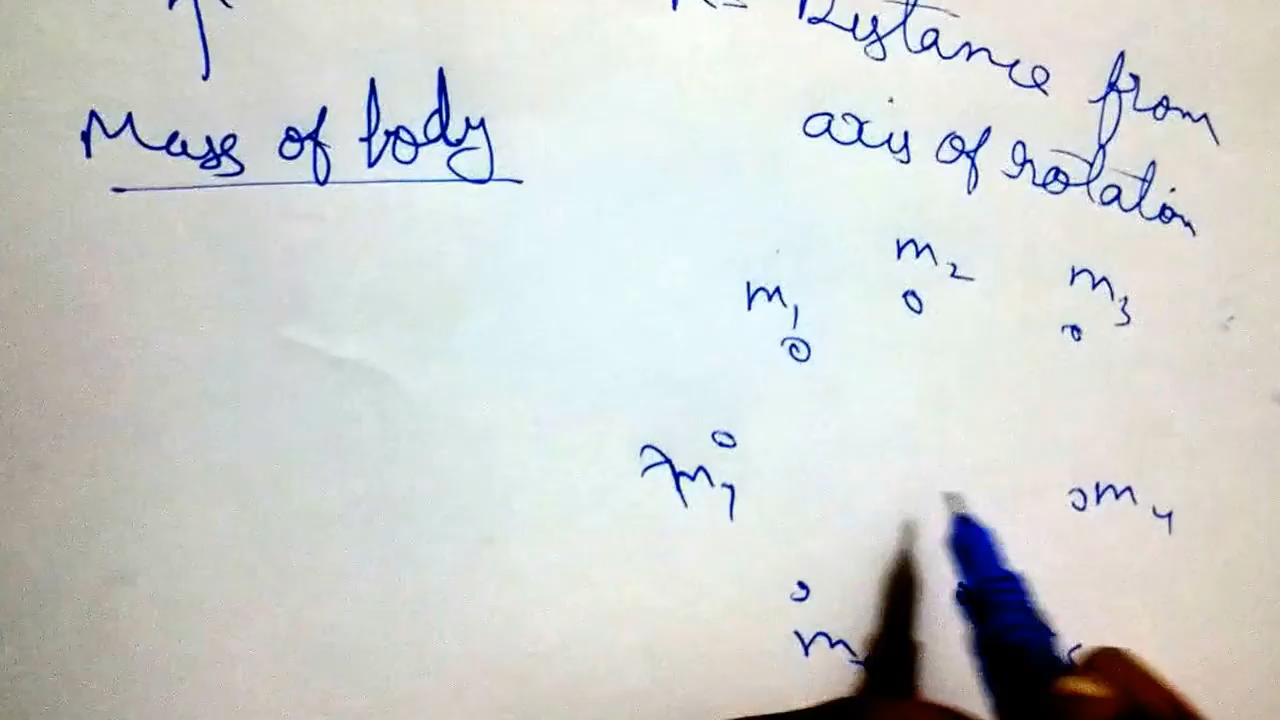 Distance from
Mass of body
axis of rotation
m2
m1
m3
m7
m4
m